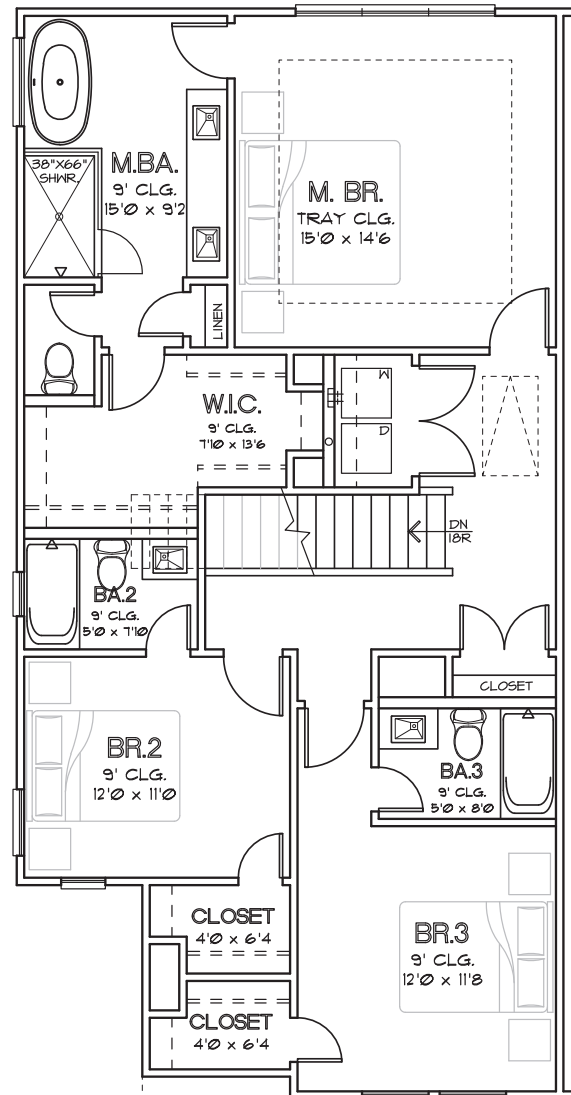 M.BA.
9' CLG.
15'0 x 9'2
38"X66"
SHWR.
M. BR.
TRAY CLG.
15'0 x 14'6
LINEN
W.I.C.
9' CLG.
7'10 x 13'6
W
D
DN
18R
BA.2
9' CLG.
5'0 x 7'10
CLOSET
BR.2
9' CLG.
12'0 x 11'0
BA.3
9' CLG.
5'0 x 8'0
CLOSET
4'0 x 6'4
BR.3
9' CLG.
12'0 x 11'8
CLOSET
4'0 x 6'4